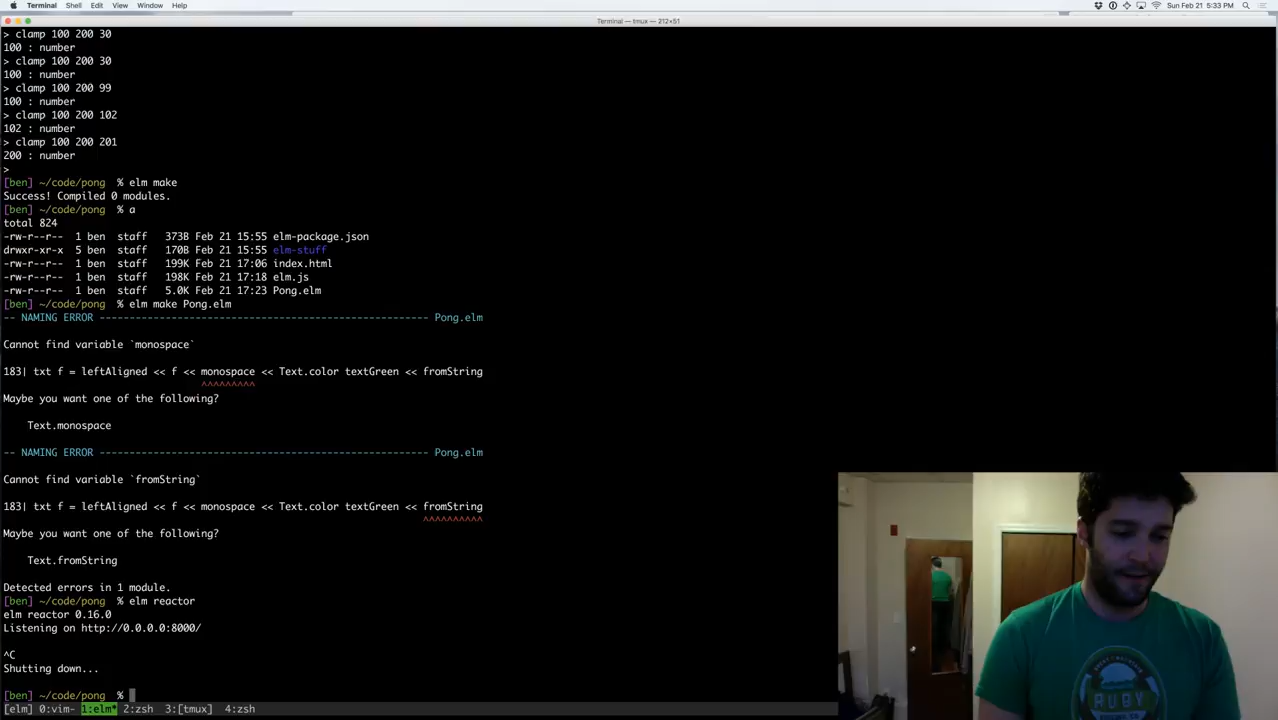 Terminal Shell Edit View Window Help Sun Feb 21 5:33 PM
Terminal — tmux — 212×51
> clamp 100 200 30
100 : number
> clamp 100 200 30
100 : number
> clamp 100 200 99
100 : number
> clamp 100 200 102
102 : number
> clamp 100 200 201
200 : number
>
[ben] ~/code/pong % elm make
Success! Compiled 0 modules.
[ben] ~/code/pong % a
total 824
-rw-r--r-- 1 ben staff 373B Feb 21 15:55 elm-package.json
drwxr-xr-x 5 ben staff 170B Feb 21 15:55 elm-stuff
-rw-r--r-- 1 ben staff 199K Feb 21 17:06 index.html
-rw-r--r-- 1 ben staff 198K Feb 21 17:18 elm.js
-rw-r--r-- 1 ben staff 5.0K Feb 21 17:23 Pong.elm
[ben] ~/code/pong % elm make Pong.elm
-- NAMING ERROR --------------------------------------------------- Pong.elm
Cannot find variable `monospace`
183| txt f = leftAligned << f << monospace << Text.color textGreen << fromString
^^^^^^^^^
Maybe you want one of the following?
Text.monospace
-- NAMING ERROR --------------------------------------------------- Pong.elm
Cannot find variable `fromString`
183| txt f = leftAligned << f << monospace << Text.color textGreen << fromString
^^^^^^^^^^
Maybe you want one of the following?
Text.fromString
Detected errors in 1 module.
[ben] ~/code/pong % elm reactor
elm reactor 0.16.0
Listening on http://0.0.0.0:8000/
^C
Shutting down...
[ben] ~/code/pong %
[elm] 0:vim- 1:elm* 2:zsh 3:[tmux] 4:zsh
RUBY